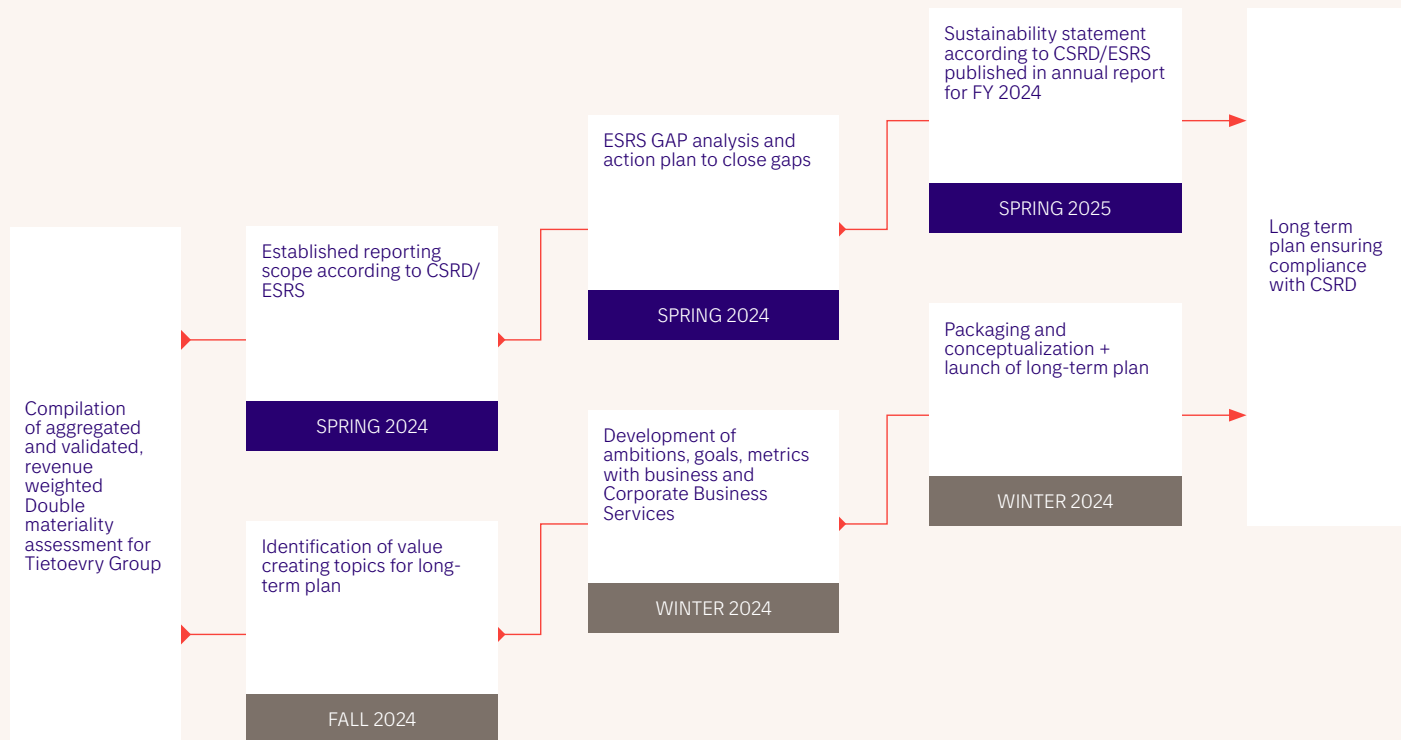 Compilation
of aggregated
and validated,
revenue
weighted
Double
materiality
assessment for
Tietoevry Group
Established reporting
scope according to CSRD/
ESRS
SPRING 2024
ESRS GAP analysis and
action plan to close gaps
SPRING 2024
Sustainability statement
according to CSRD/ESRS
published in annual report
for FY 2024
SPRING 2025
Identification of value
creating topics for long-
term plan
FALL 2024
Development of
ambitions, goals, metrics
with business and
Corporate Business
Services
WINTER 2024
Packaging and
conceptualization +
launch of long-term plan
WINTER 2024
Long term
plan ensuring
compliance
with CSRD